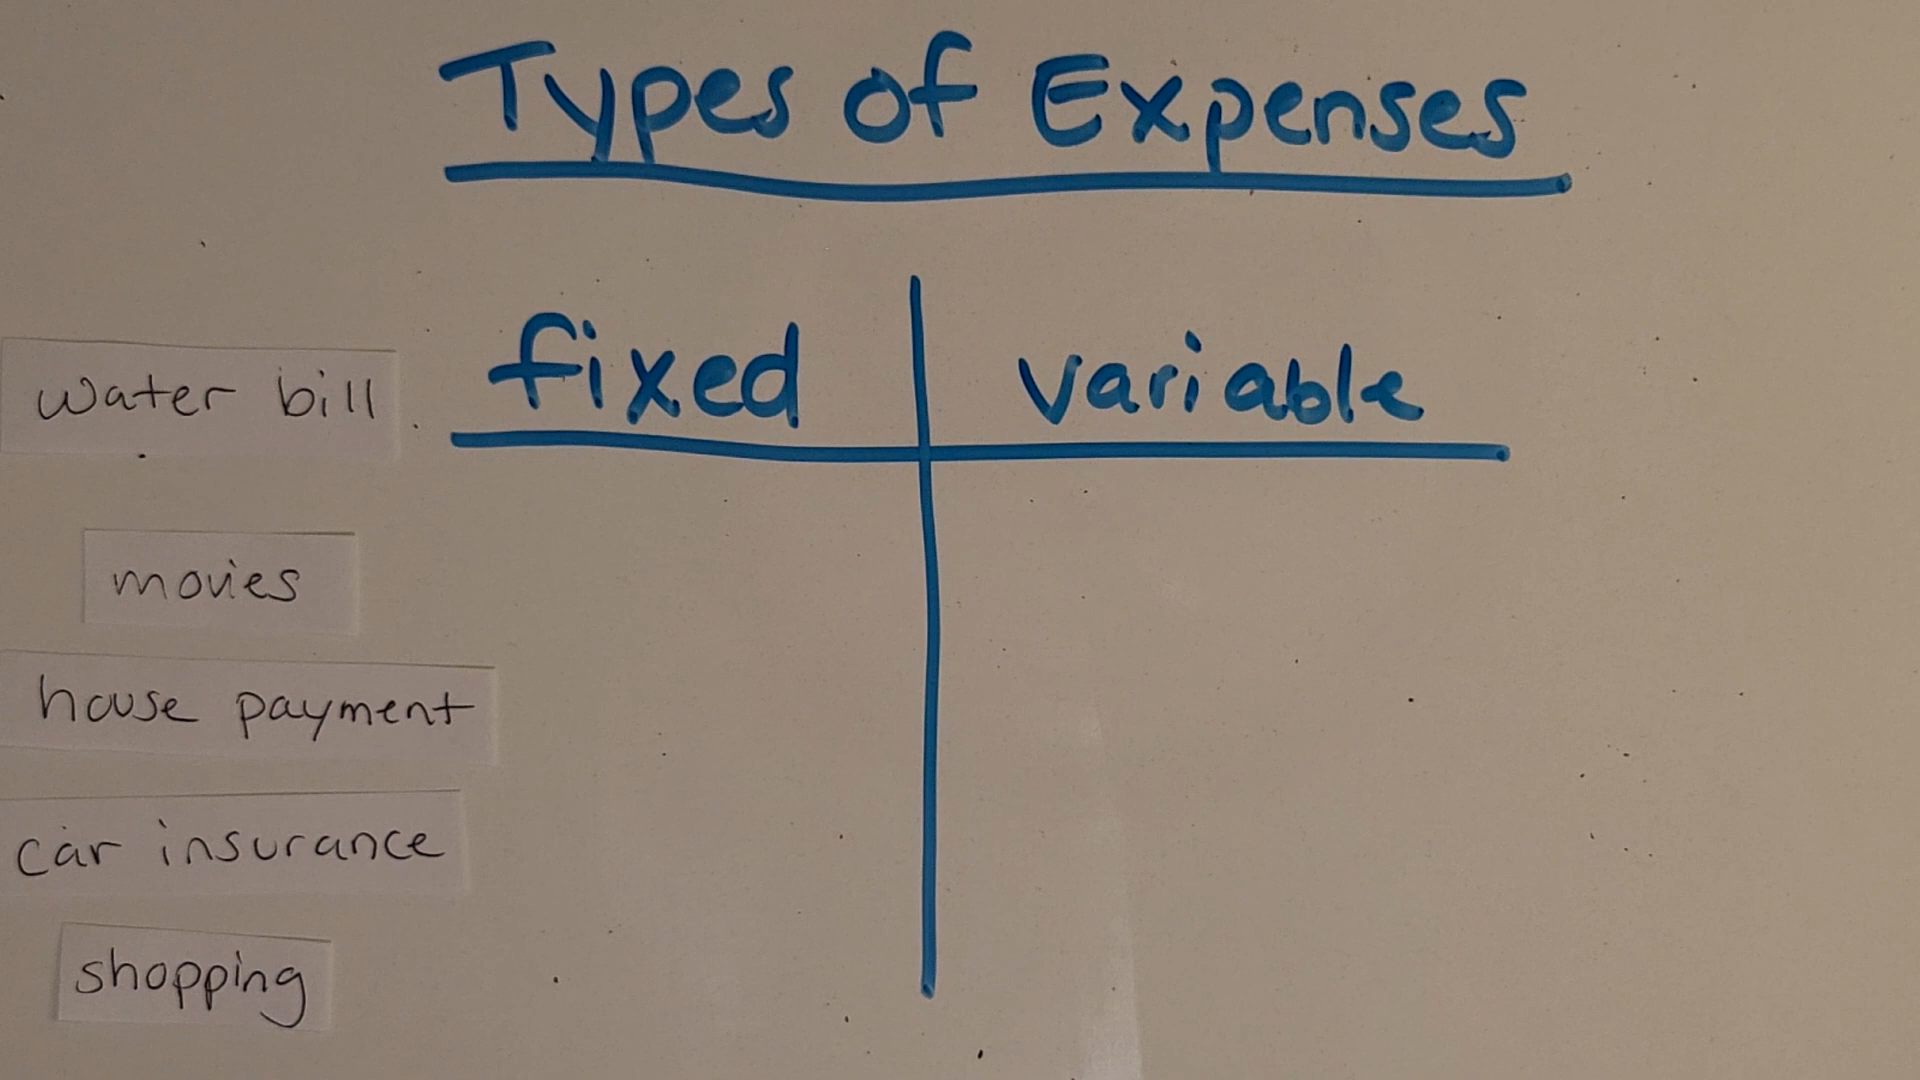 Types of Expenses
fixed variable
water bill
movies
house payment
car insurance
shopping